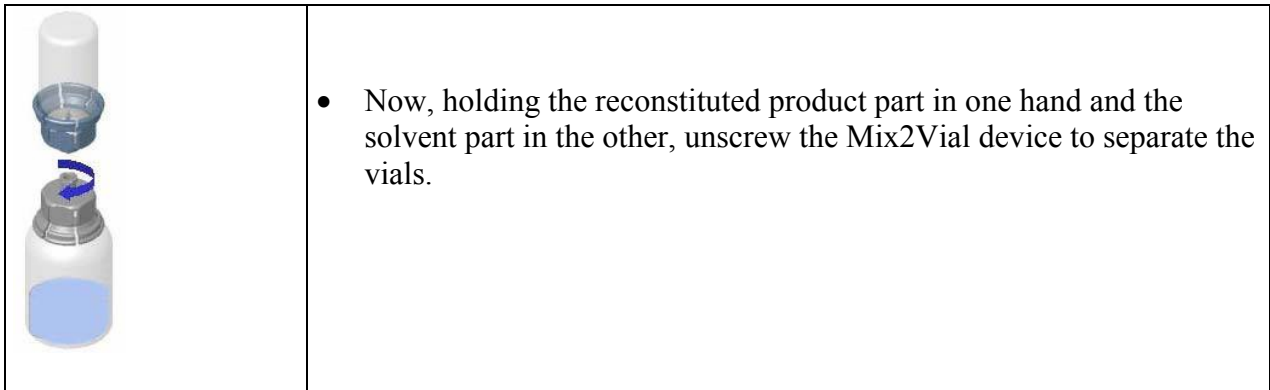 • Now, holding the reconstituted product part in one hand and the
solvent part in the other, unscrew the Mix2Vial device to separate the
vials.